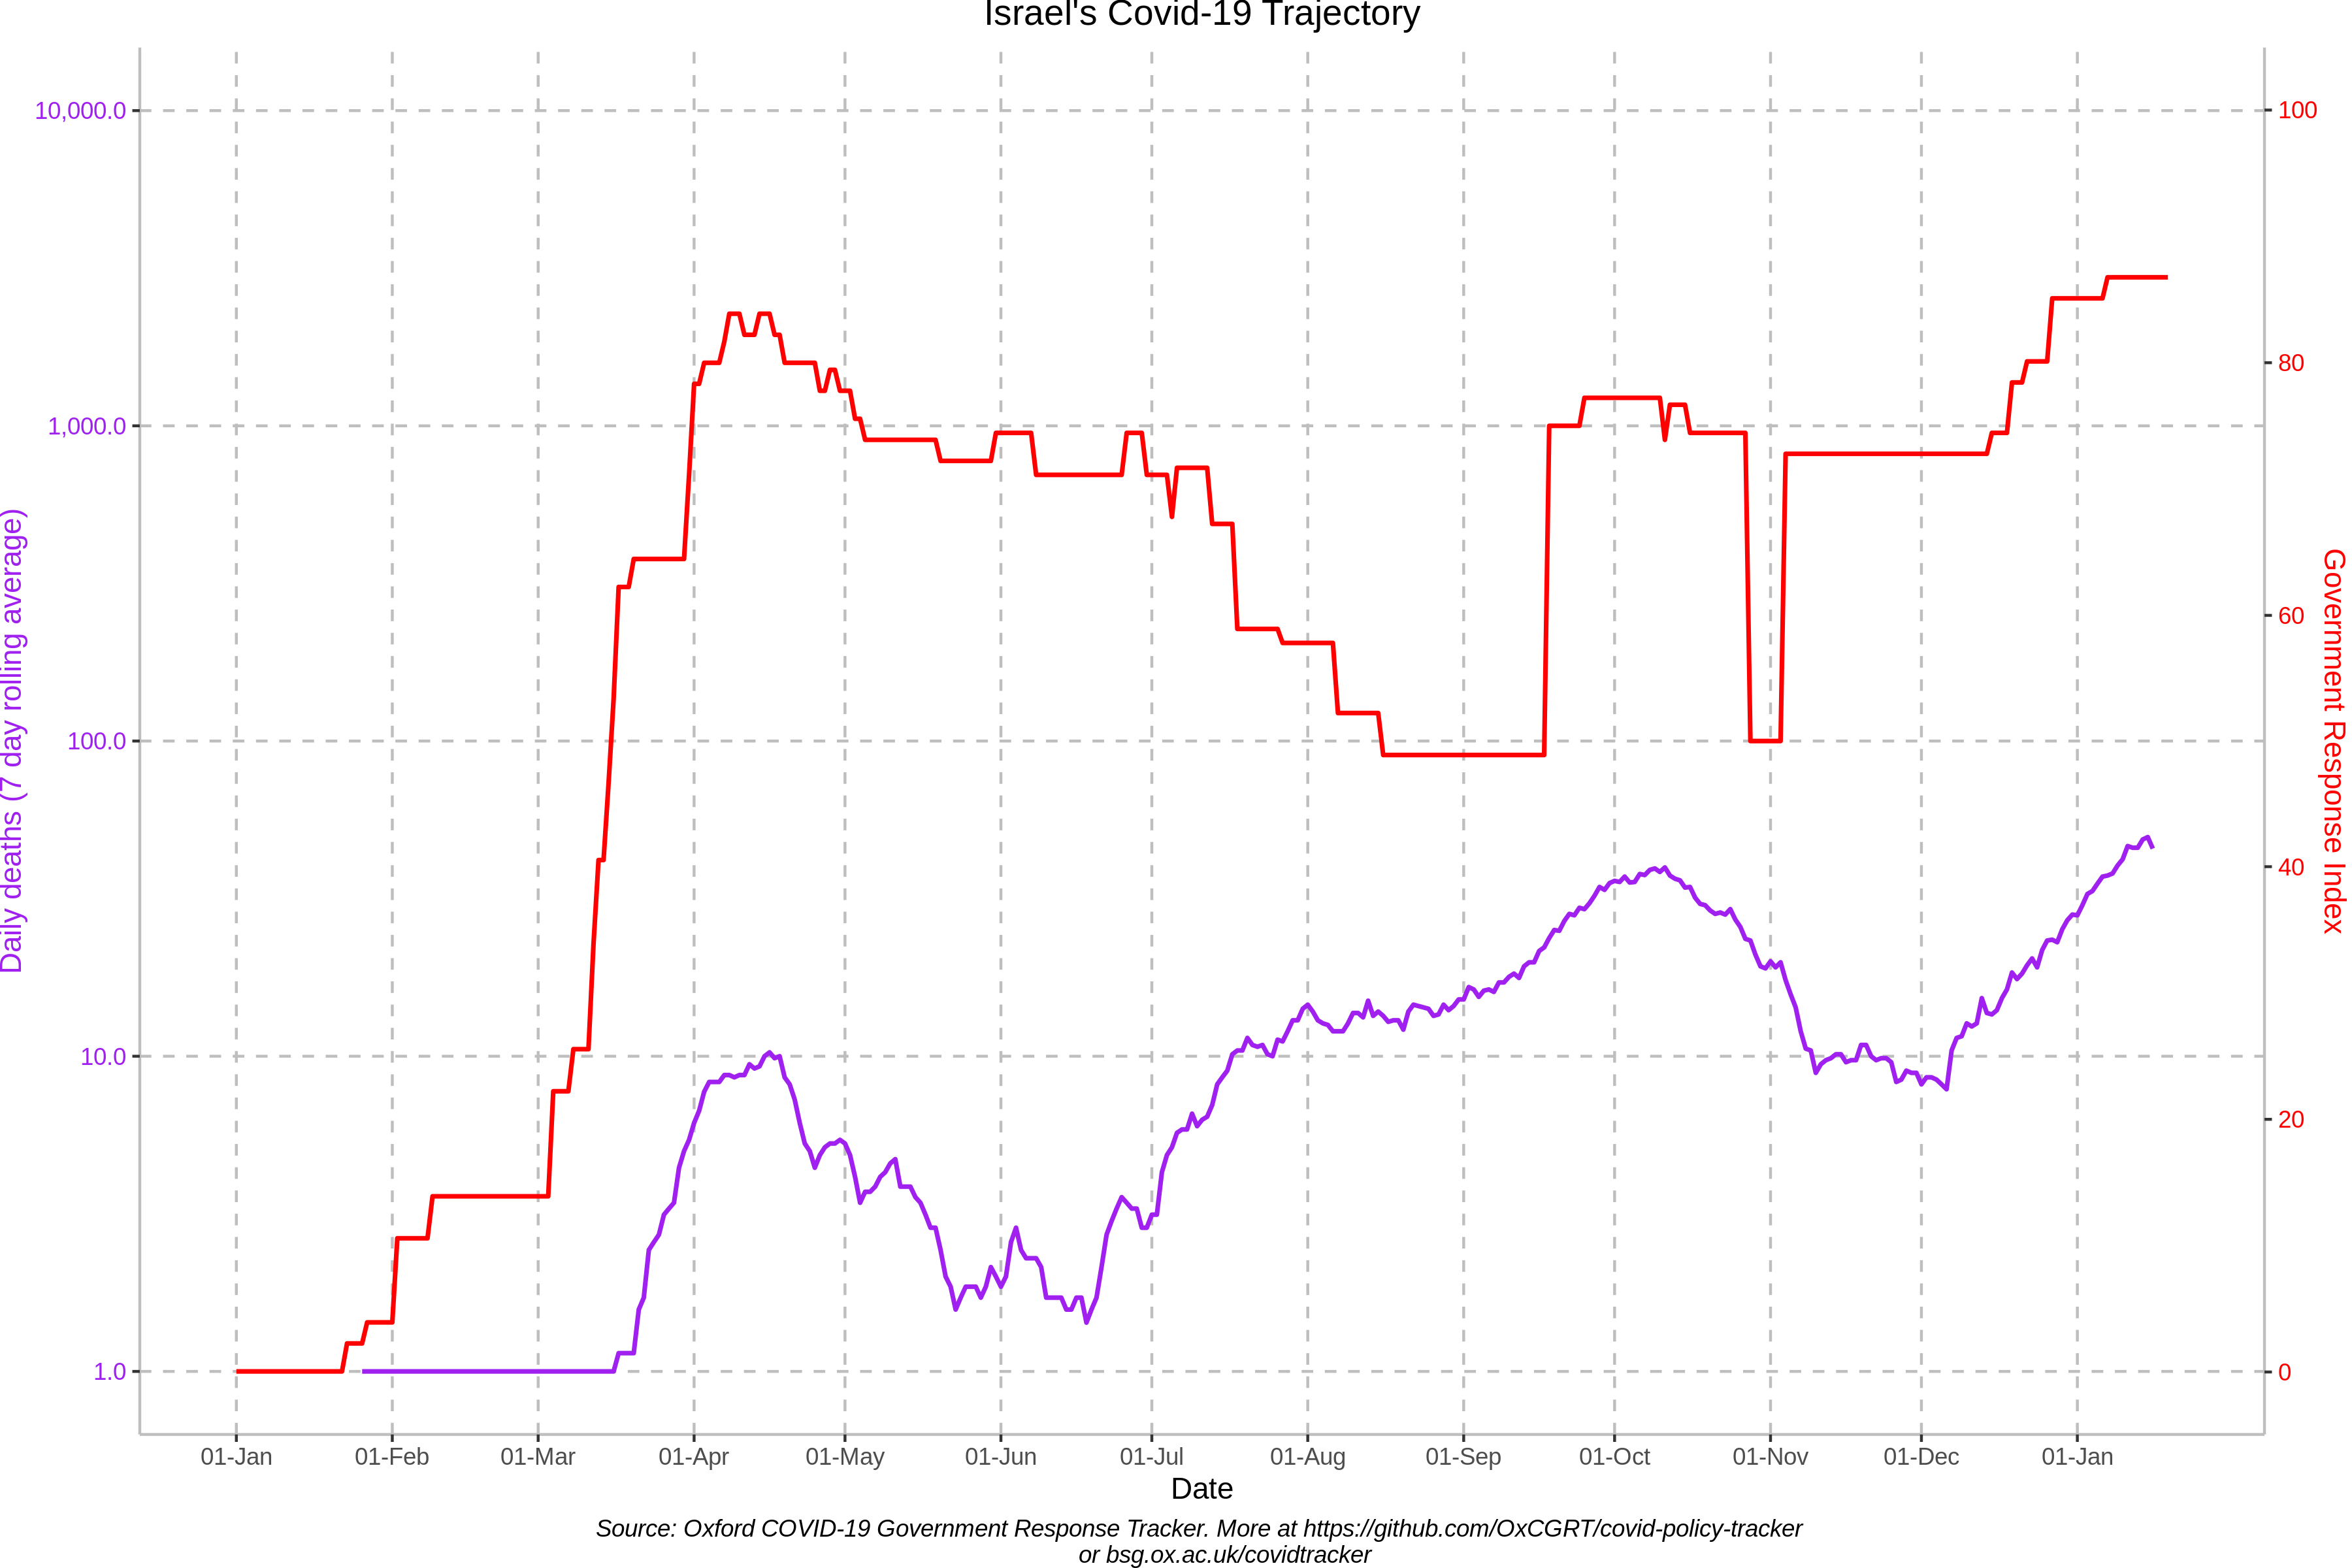 Israel's Covid-19 Trajectory
10,000.0
1,000.0
100.0
10.0
1.0
Daily deaths (7 day rolling average)
100
80
60
40
20
0
Government Response Index
01-Jan 01-Feb 01-Mar 01-Apr 01-May 01-Jun 01-Jul 01-Aug 01-Sep 01-Oct 01-Nov 01-Dec 01-Jan
Date
Source: Oxford COVID-19 Government Response Tracker. More at https://github.com/OxCGRT/covid-policy-tracker
or bsg.ox.ac.uk/covidtracker